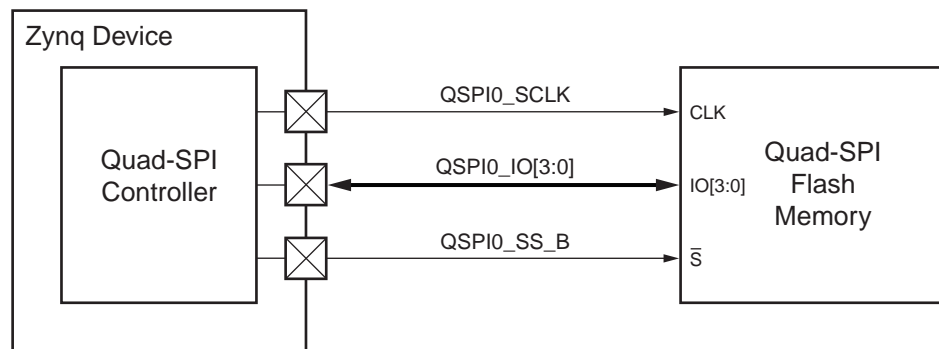 Zynq Device
Quad-SPI
Controller
QSPI0_SCLK
QSPI0_IO[3:0]
QSPI0_SS_B
CLK
IO[3:0]
S̅
Quad-SPI
Flash
Memory